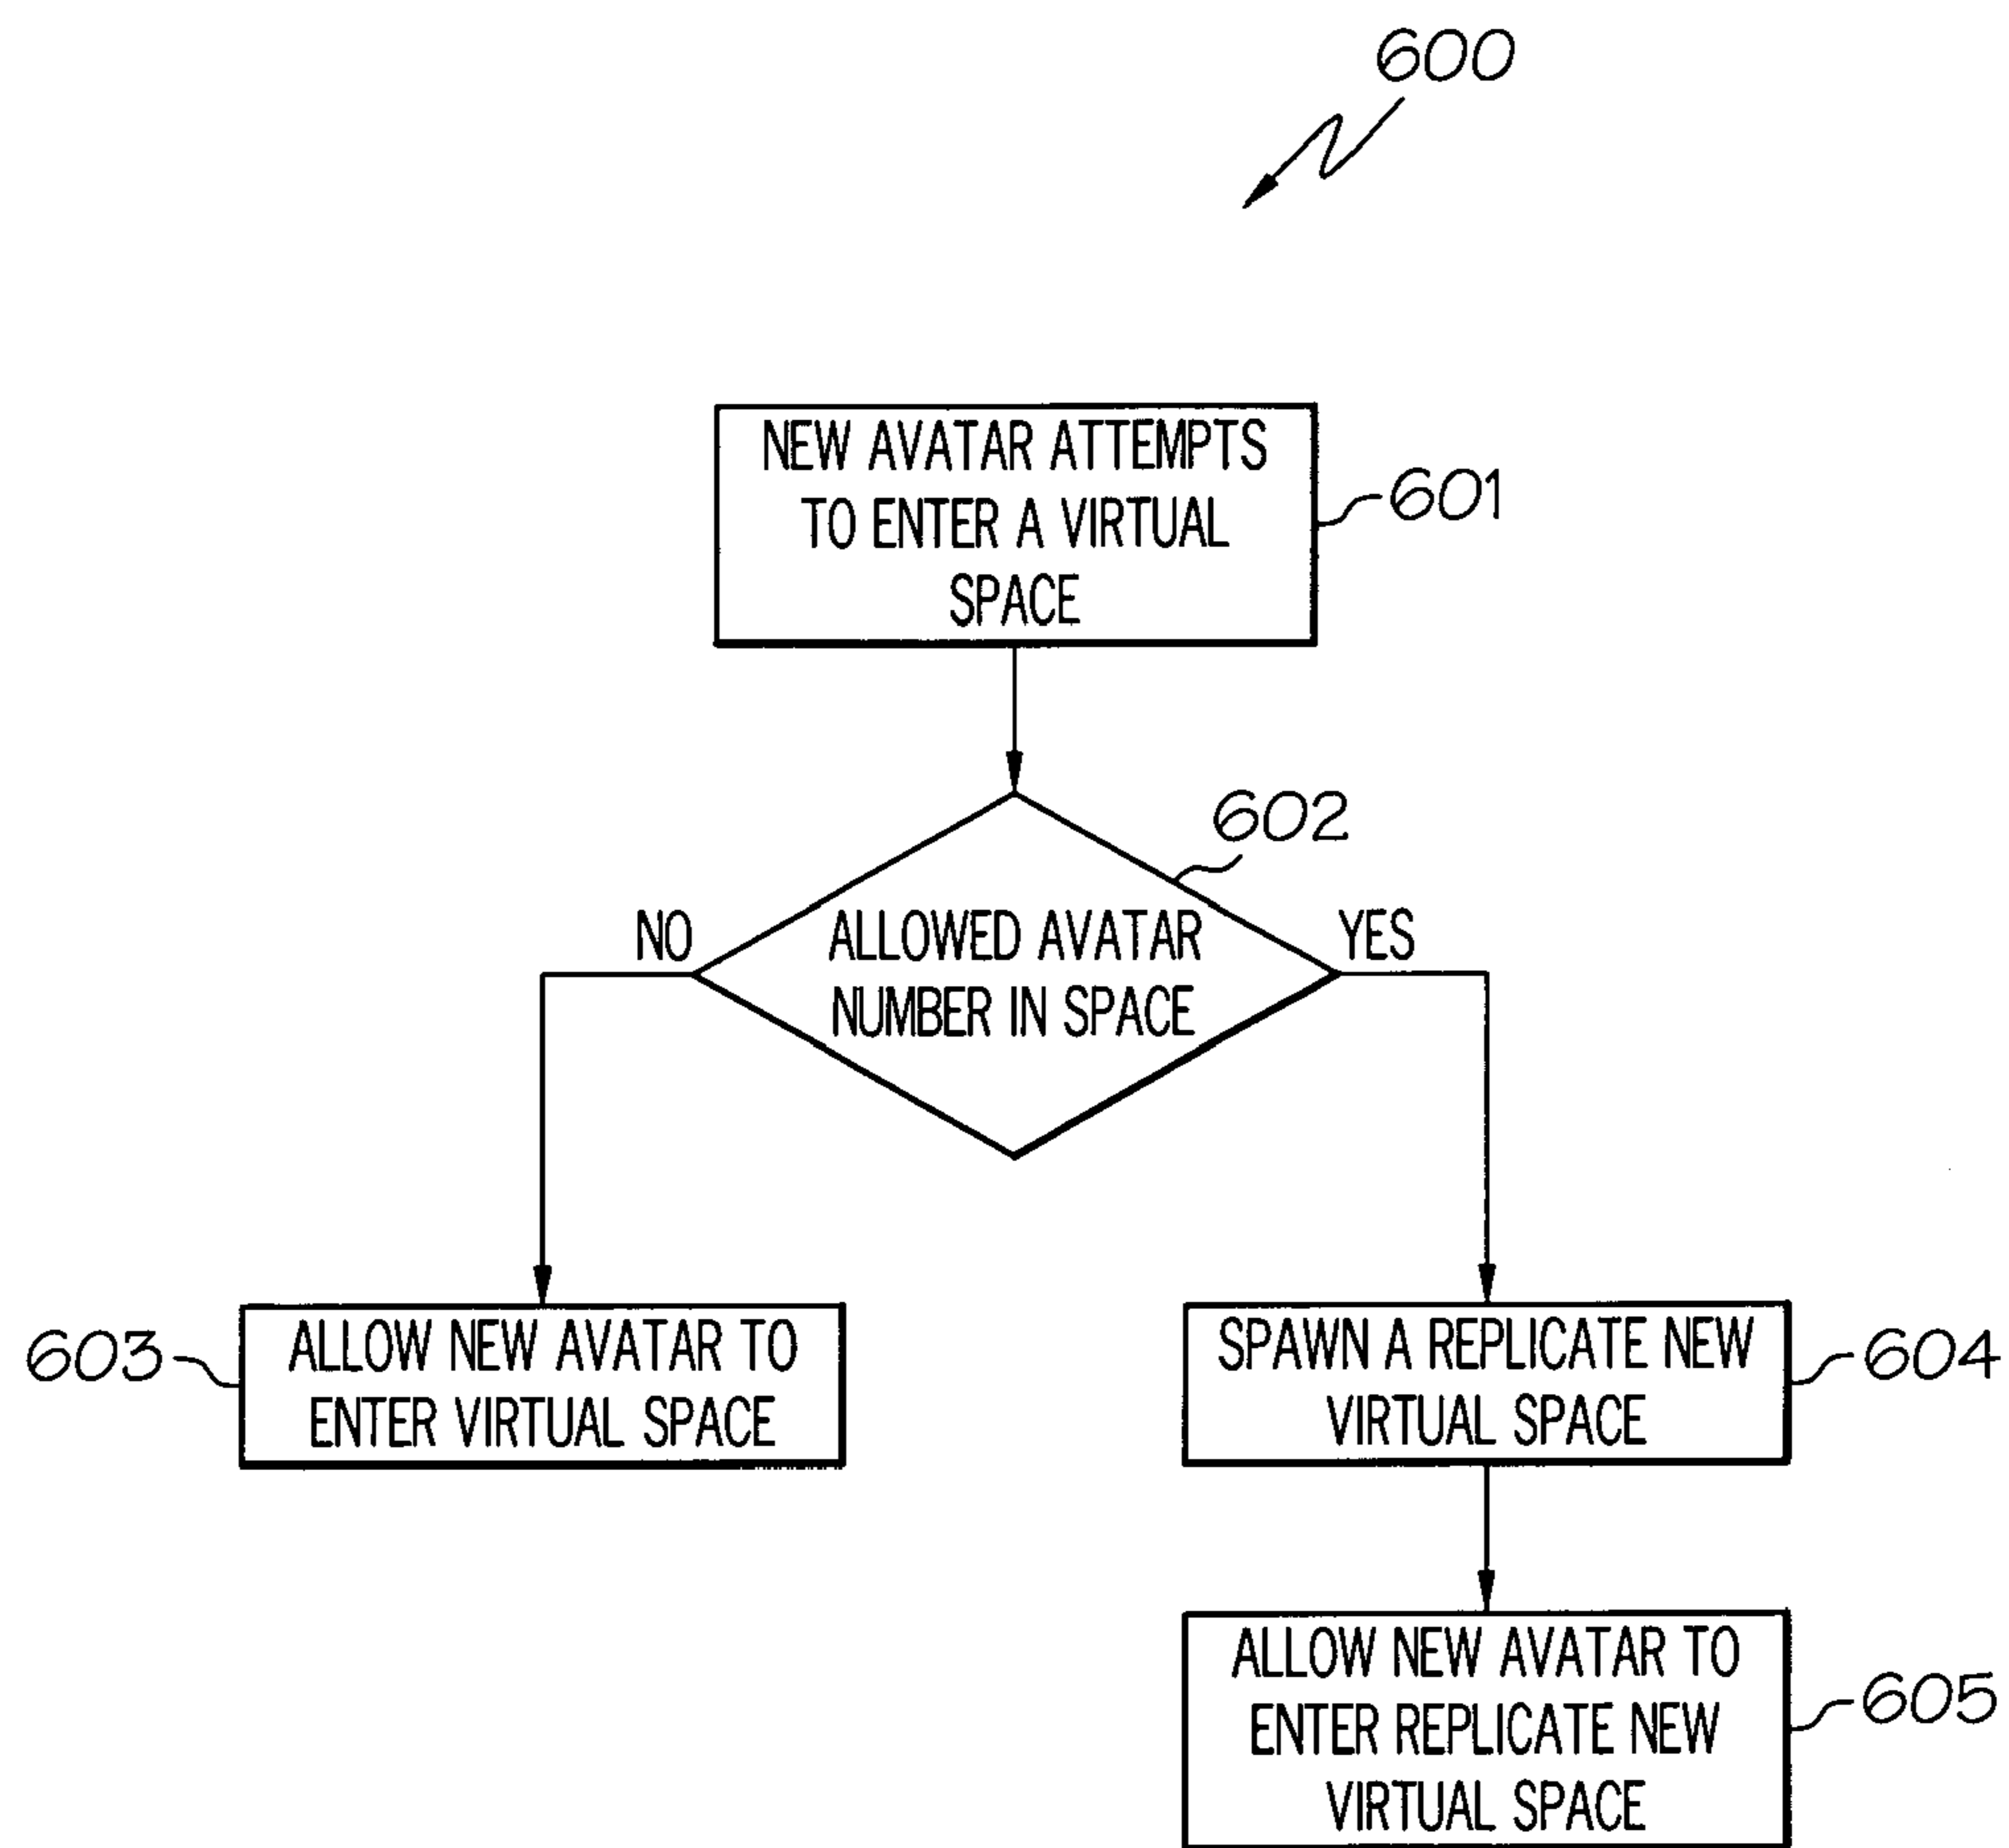 600
NEW AVATAR ATTEMPTS
TO ENTER A VIRTUAL
SPACE
601
602
NO
ALLOWED AVATAR
NUMBER IN SPACE
YES
603
ALLOW NEW AVATAR TO
ENTER VIRTUAL SPACE
SPAWN A REPLICATE NEW
VIRTUAL SPACE
604
ALLOW NEW AVATAR TO
ENTER REPLICATE NEW
VIRTUAL SPACE
605